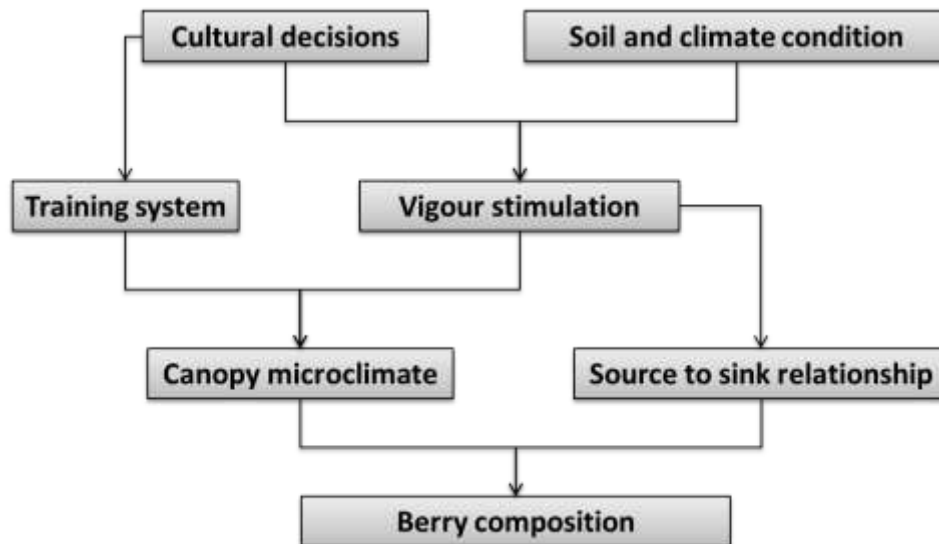 Cultural decisions
Soil and climate condition
Training system
Vigour stimulation
Canopy microclimate
Source to sink relationship
Berry composition